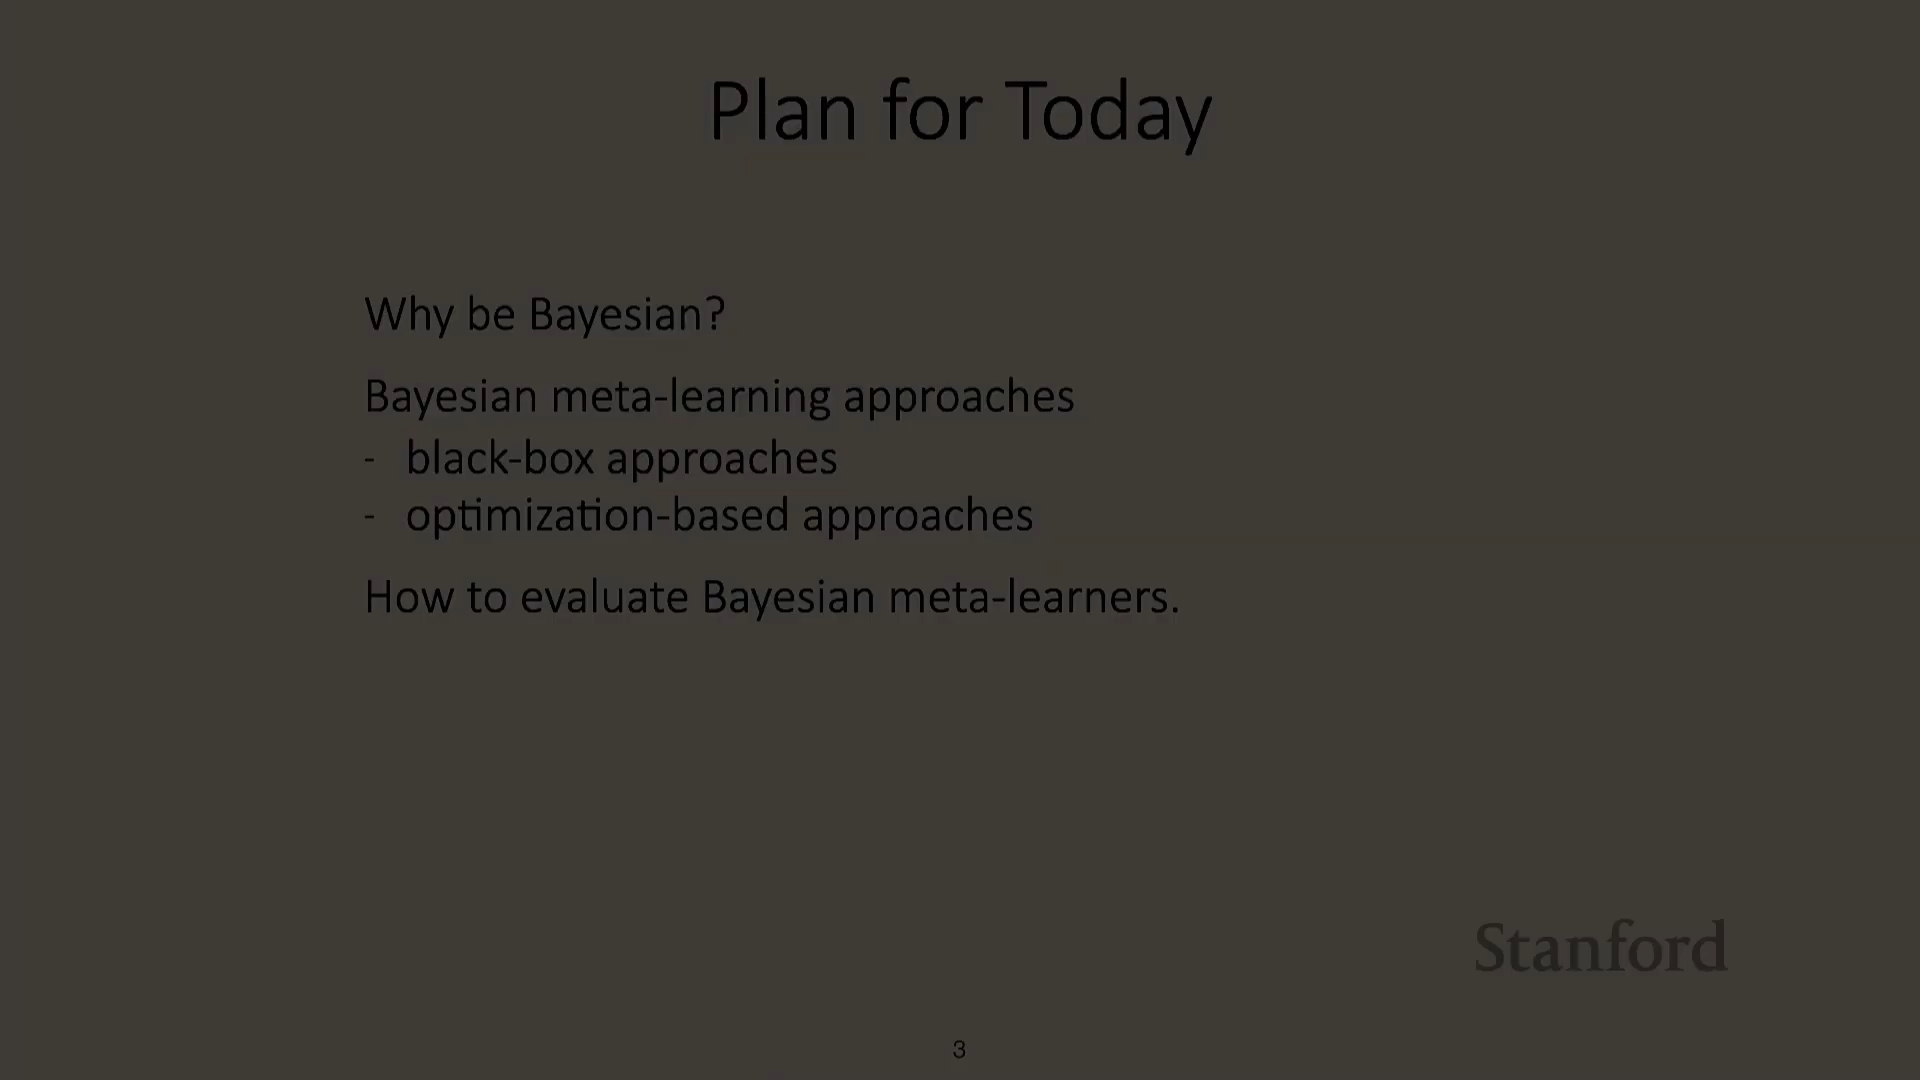 Plan for Today
Why be Bayesian?
Bayesian meta-learning approaches
- black-box approaches
- optimization-based approaches
How to evaluate Bayesian meta-learners.
Stanford
3